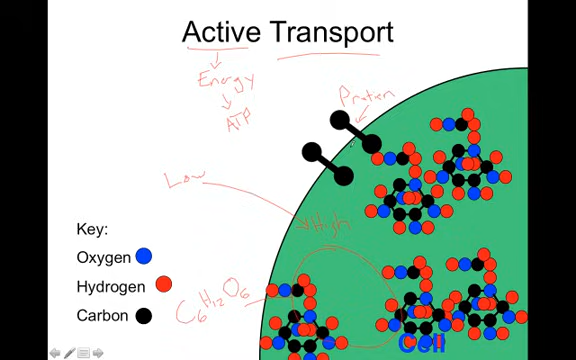 Active Transport
Energy
ATP
Protein
Low
High
Key:
Oxygen
Hydrogen
Carbon
C6H12O6
Cell